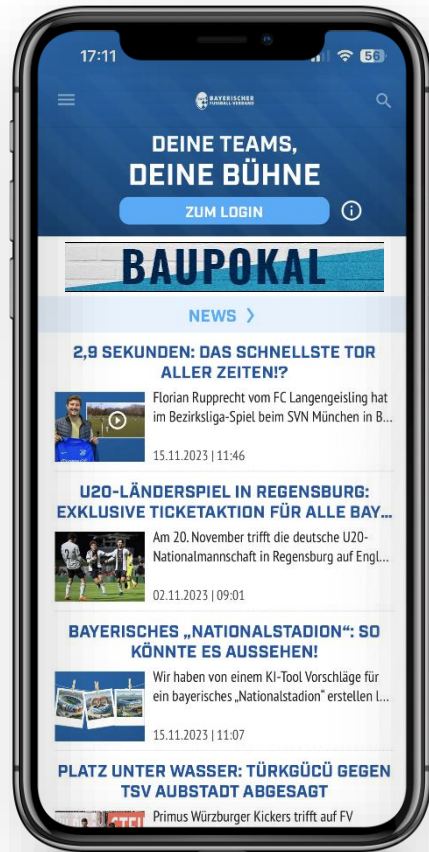 17:11
56
BAYERISCHER
FUSSBALL-VERBAND
DEINE TEAMS,
DEINE BÜHNE
ZUM LOGIN
BAUPOKAL
NEWS
2,9 SEKUNDEN: DAS SCHNELLSTE TOR
ALLER ZEITEN!?
Florian Rupprecht vom FC Langengeisling hat
im Bezirksliga-Spiel beim SVN München in B...
15.11.2023 | 11:46
U20-LÄNDERSPIEL IN REGENSBURG:
EXKLUSIVE TICKETAKTION FÜR ALLE BAY...
Am 20. November trifft die deutsche U20-
Nationalmannschaft in Regensburg auf Engl...
02.11.2023 | 09:01
BAYERISCHES „NATIONALSTADION“: SO
KÖNNTE ES AUSSEHEN!
Wir haben von einem KI-Tool Vorschläge für
ein bayerisches „Nationalstadion“ erstellen l...
15.11.2023 | 11:07
PLATZ UNTER WASSER: TÜRKGÜCÜ GEGEN
TSV AUBSTADT ABGESAGT
Primus Würzburger Kickers trifft auf FV